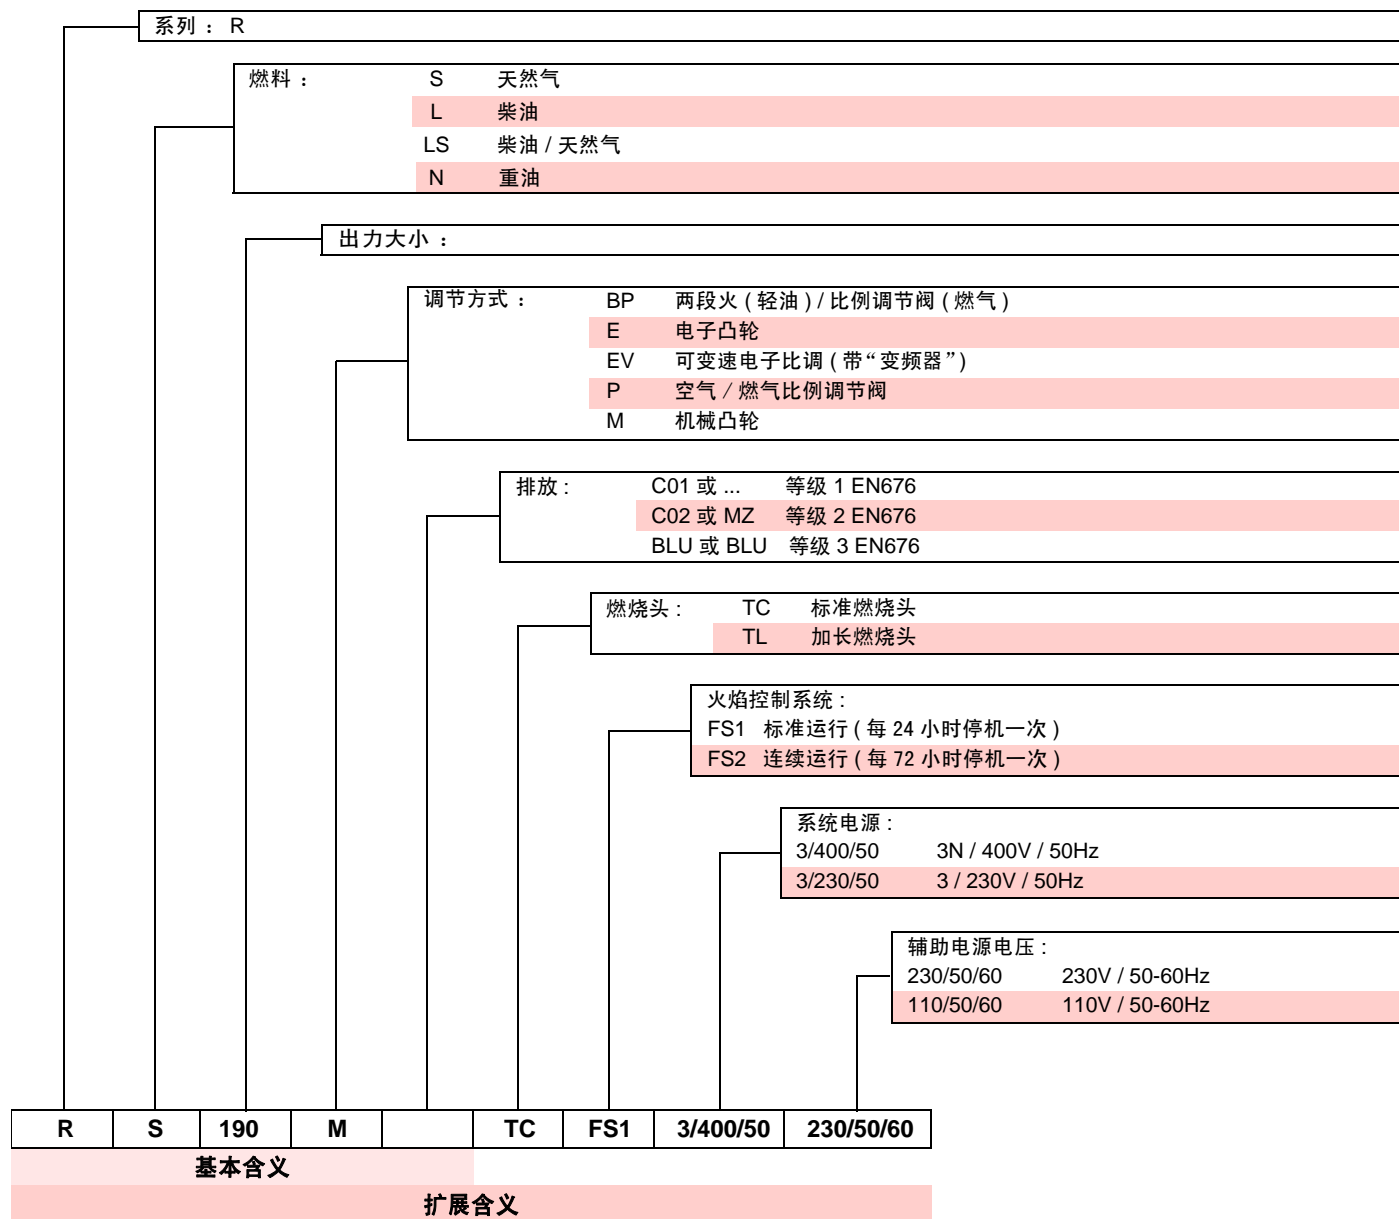 系列 : R
燃料 : S 天然气
L 柴油
LS 柴油 / 天然气
N 重油
出力大小 :
调节方式 : BP 两段火 ( 轻油 ) / 比例调节阀 ( 燃气 )
E 电子凸轮
EV 可变速电子比调 ( 带“变频器”)
P 空气 / 燃气比例调节阀
M 机械凸轮
排放 : C01 或 ... 等级 1 EN676
C02 或 MZ 等级 2 EN676
BLU 或 BLU 等级 3 EN676
燃烧头 : TC 标准燃烧头
TL 加长燃烧头
火焰控制系统 :
FS1 标准运行 ( 每 24 小时停机一次 )
FS2 连续运行 ( 每 72 小时停机一次 )
系统电源 :
3/400/50 3N / 400V / 50Hz
3/230/50 3 / 230V / 50Hz
辅助电源电压 :
230/50/60 230V / 50-60Hz
110/50/60 110V / 50-60Hz
R S 190 M TC FS1 3/400/50 230/50/60
基本含义
扩展含义